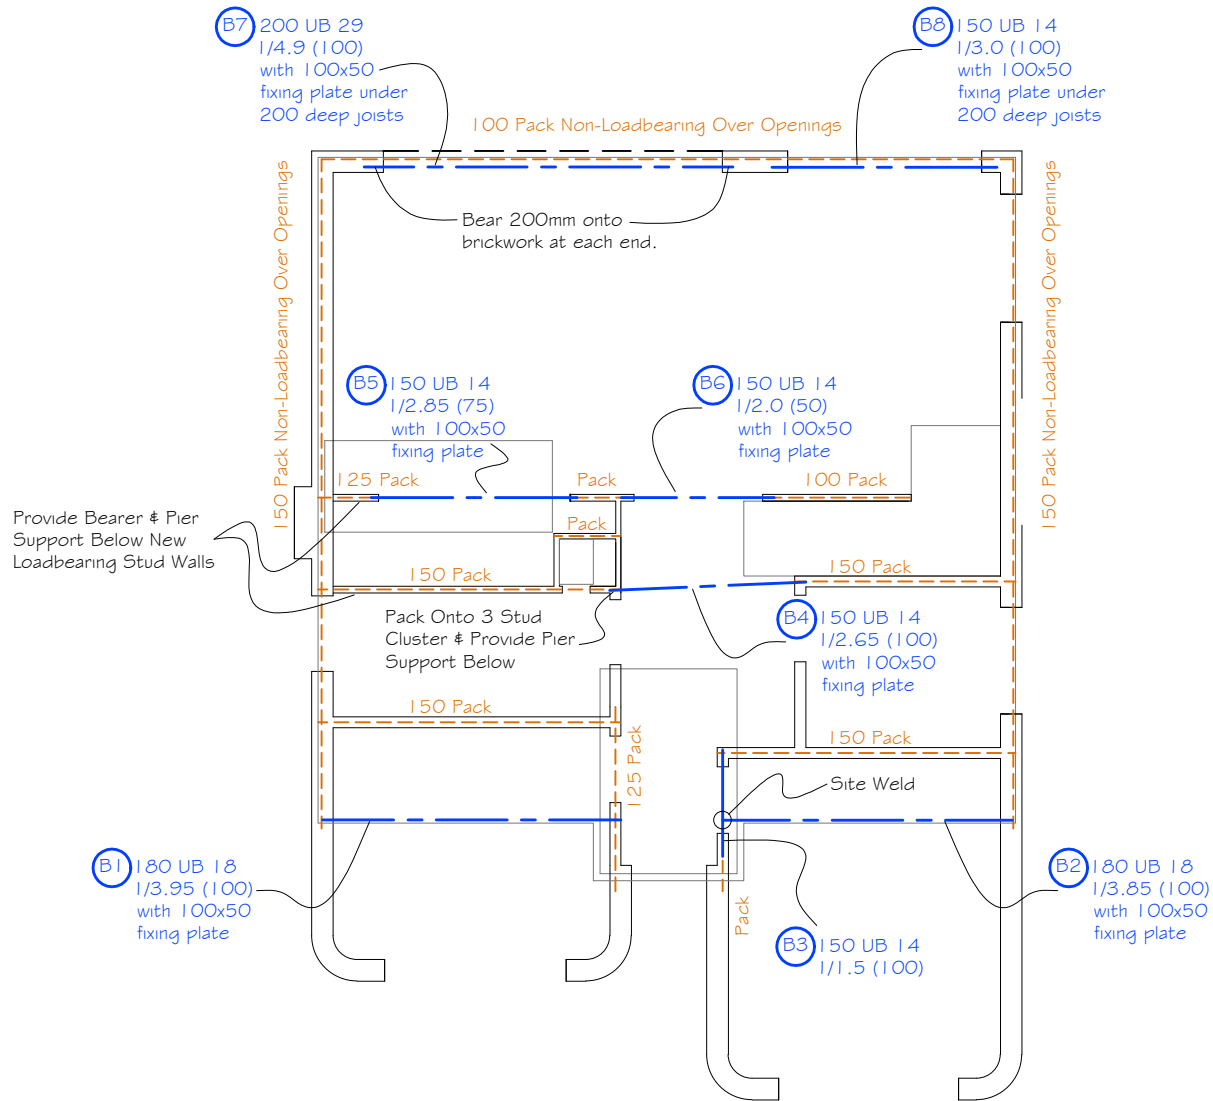 B7
200 UB 29
1/4.9 (100)
with 100x50
fixing plate under
200 deep joists
B8
150 UB 14
1/3.0 (100)
with 100x50
fixing plate under
200 deep joists
100 Pack Non-Loadbearing Over Openings
150 Pack Non-Loadbearing Over Openings
150 Pack Non-Loadbearing Over Openings
Bear 200mm onto
brickwork at each end.
B5
150 UB 14
1/2.85 (75)
with 100x50
fixing plate
B6
150 UB 14
1/2.0 (50)
with 100x50
fixing plate
125 Pack
Pack
100 Pack
Provide Bearer & Pier
Support Below New
Loadbearing Stud Walls
Pack
150 Pack
150 Pack
Pack Onto 3 Stud
Cluster & Provide Pier
Support Below
B4
150 UB 14
1/2.65 (100)
with 100x50
fixing plate
150 Pack
125 Pack
150 Pack
Site Weld
B1
180 UB 18
1/3.95 (100)
with 100x50
fixing plate
B2
180 UB 18
1/3.85 (100)
with 100x50
fixing plate
Pack
B3
150 UB 14
1/1.5 (100)